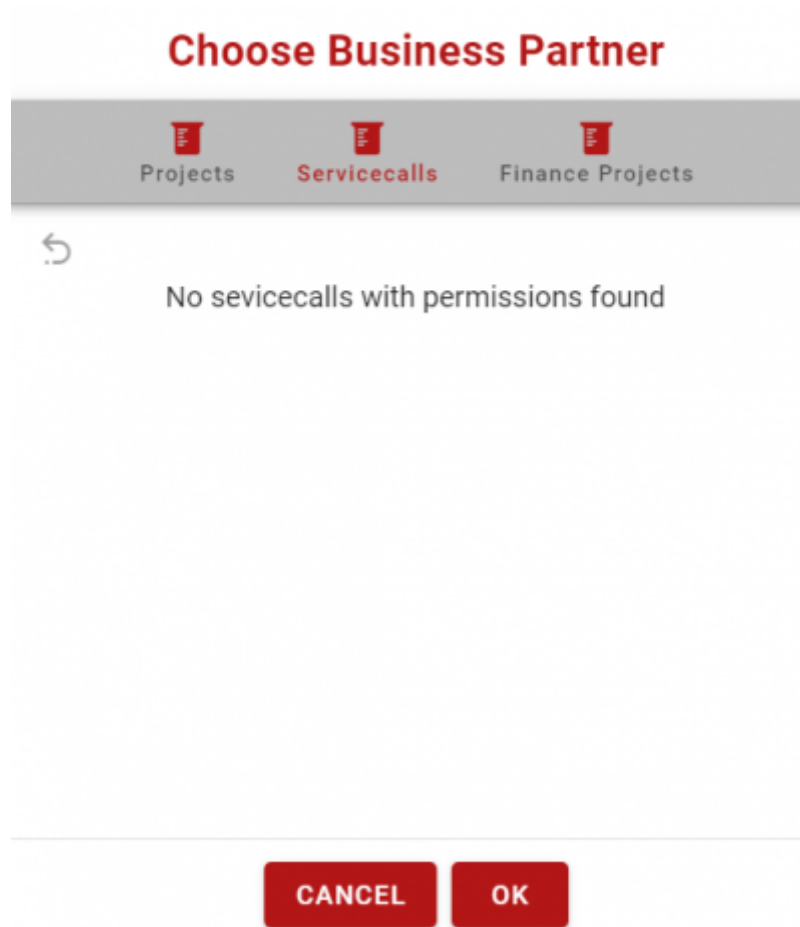 Choose Business Partner
Projects Servicecalls Finance Projects
No sevicecalls with permissions found
CANCEL OK